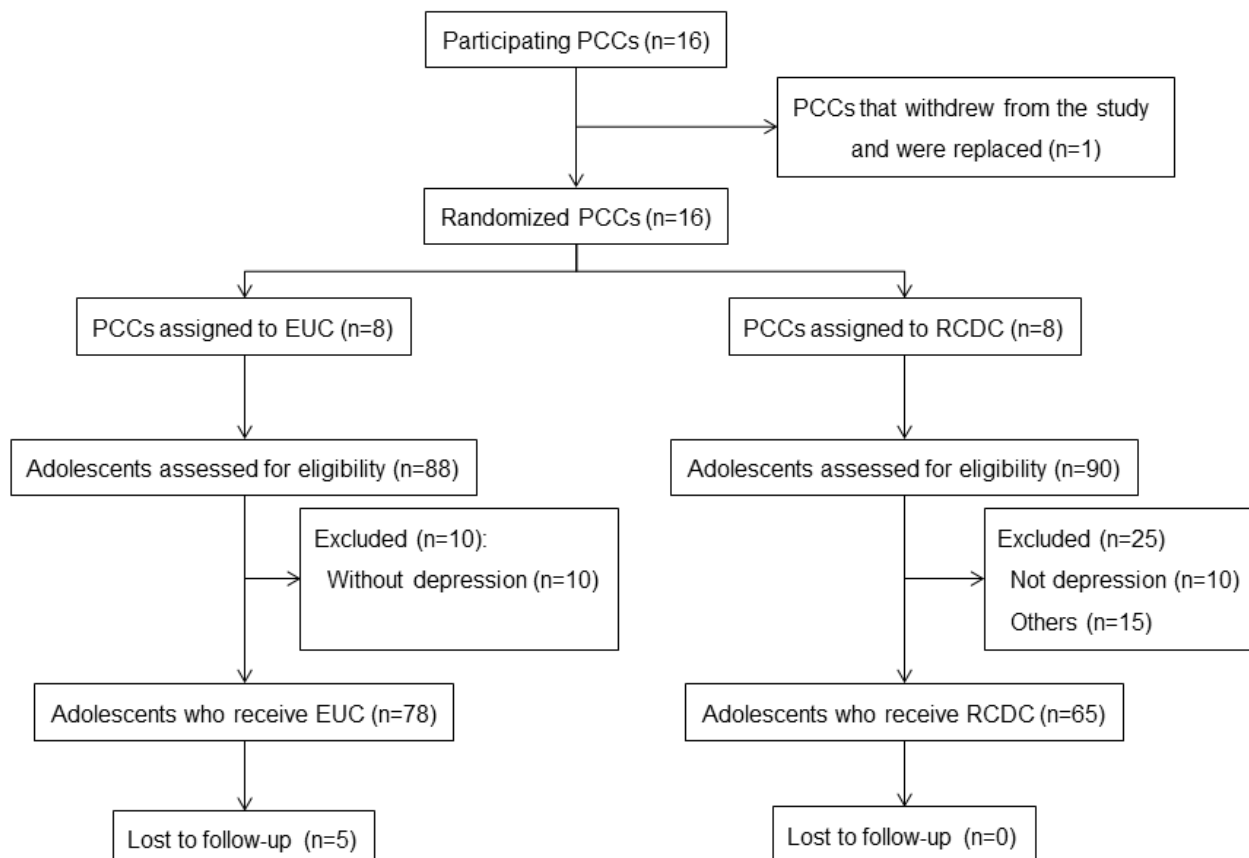 Participating PCCs (n=16)
PCCs that withdrew from the study
and were replaced (n=1)
Randomized PCCs (n=16)
PCCs assigned to EUC (n=8)
PCCs assigned to RCDC (n=8)
Adolescents assessed for eligibility (n=88)
Adolescents assessed for eligibility (n=90)
Excluded (n=10):
Without depression (n=10)
Excluded (n=25)
Not depression (n=10)
Others (n=15)
Adolescents who receive EUC (n=78)
Adolescents who receive RCDC (n=65)
Lost to follow-up (n=5)
Lost to follow-up (n=0)